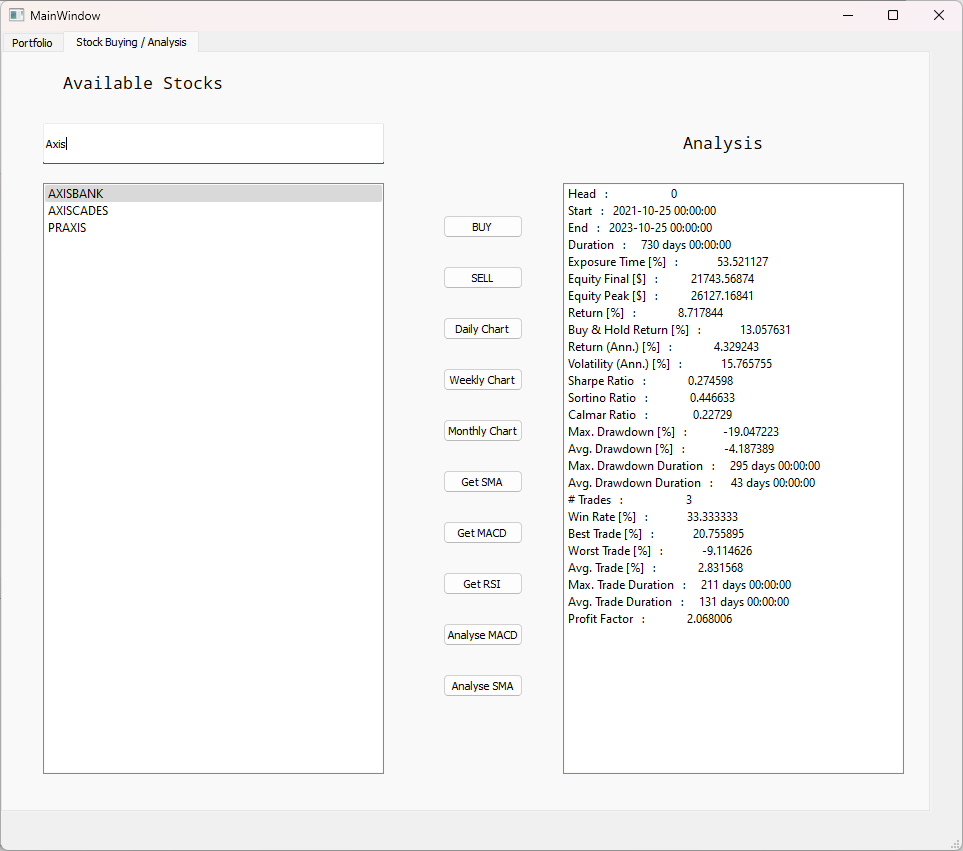 MainWindow
Portfolio
Stock Buying / Analysis
Available Stocks
Axis
AXISBANK
AXISCADES
PRAXIS
BUY
SELL
Daily Chart
Weekly Chart
Monthly Chart
Get SMA
Get MACD
Get RSI
Analyse MACD
Analyse SMA
Analysis
Head : 0
Start : 2021-10-25 00:00:00
End : 2023-10-25 00:00:00
Duration : 730 days 00:00:00
Exposure Time [%] : 53.521127
Equity Final [$] : 21743.56874
Equity Peak [$] : 26127.16841
Return [%] : 8.717844
Buy & Hold Return [%] : 13.057631
Return (Ann.) [%] : 4.329243
Volatility (Ann.) [%] : 15.765755
Sharpe Ratio : 0.274598
Sortino Ratio : 0.446633
Calmar Ratio : 0.22729
Max. Drawdown [%] : -19.047223
Avg. Drawdown [%] : -4.187389
Max. Drawdown Duration : 295 days 00:00:00
Avg. Drawdown Duration : 43 days 00:00:00
# Trades : 3
Win Rate [%] : 33.333333
Best Trade [%] : 20.755895
Worst Trade [%] : -9.114626
Avg. Trade [%] : 2.831568
Max. Trade Duration : 211 days 00:00:00
Avg. Trade Duration : 131 days 00:00:00
Profit Factor : 2.068006